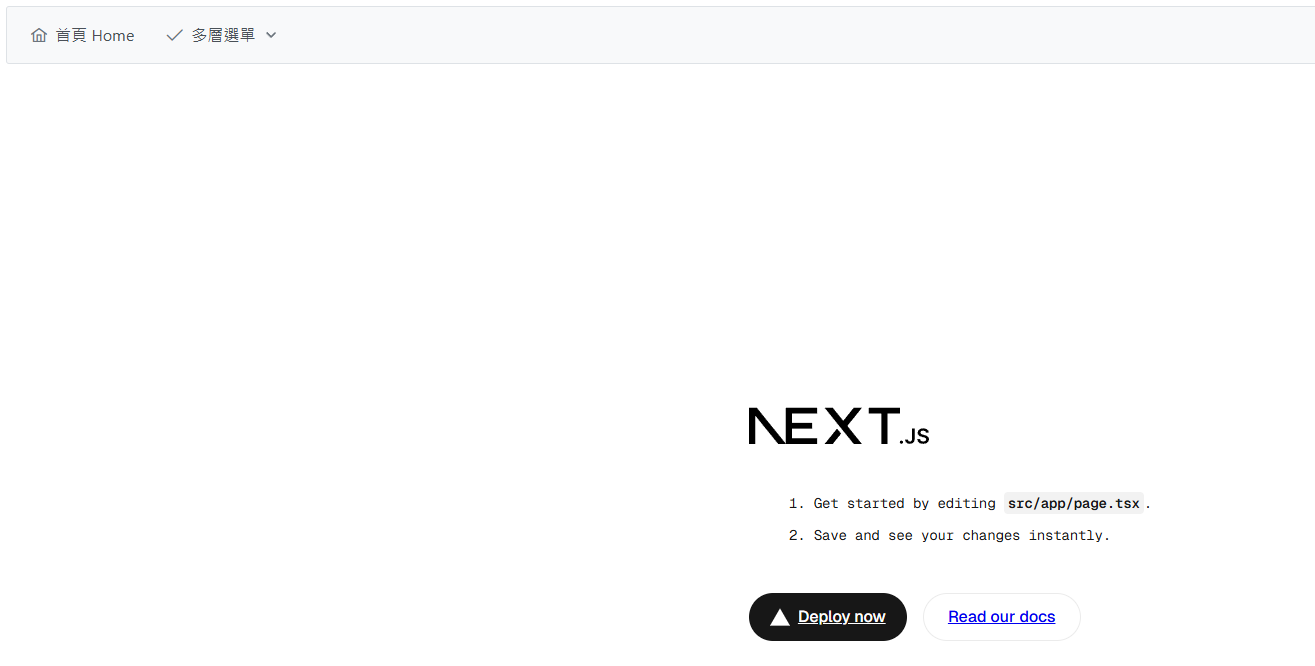 首頁 Home 多層選單
NEXT.JS
1. Get started by editing src/app/page.tsx.
2. Save and see your changes instantly.
Deploy now Read our docs